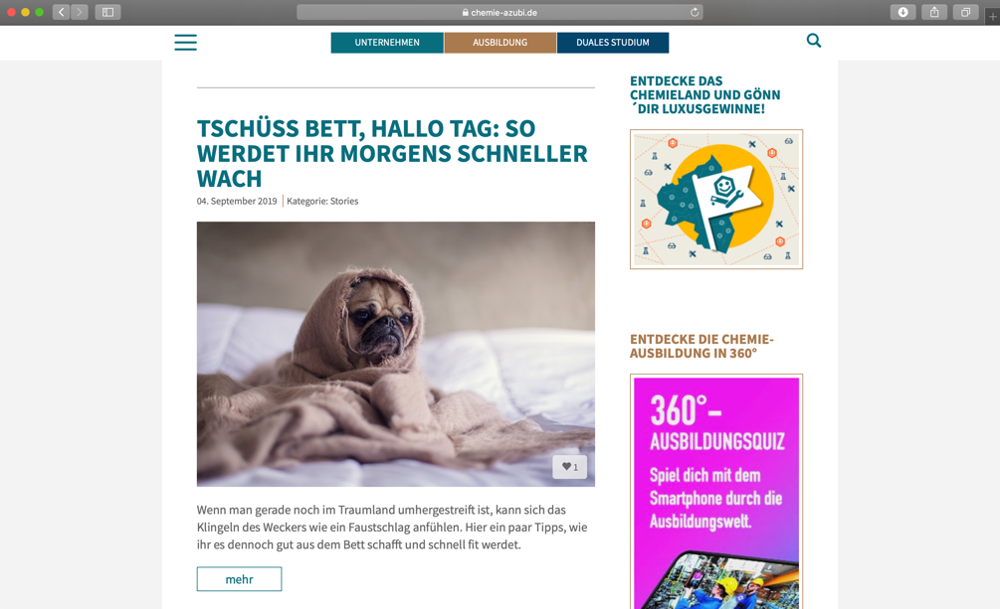 chemie-azubi.de
UNTERNEHMEN
AUSBILDUNG
DUALES STUDIUM
TSCHÜSS BETT, HALLO TAG: SO
WERDET IHR MORGENS SCHNELLER
WACH
04. September 2019 | Kategorie: Stories
1
Wenn man gerade noch im Traumland umhergestreift ist, kann sich das
Klingeln des Weckers wie ein Faustschlag anfühlen. Hier ein paar Tipps, wie
ihr es dennoch gut aus dem Bett schafft und schnell fit werdet.
mehr
ENTDECKE DAS
CHEMIELAND UND GÖNN
´DIR LUXUSGEWINNE!
ENTDECKE DIE CHEMIE-
AUSBILDUNG IN 360°
360°–
AUSBILDUNGSQUIZ
Spiel dich mit dem
Smartphone durch die
Ausbildungswelt.